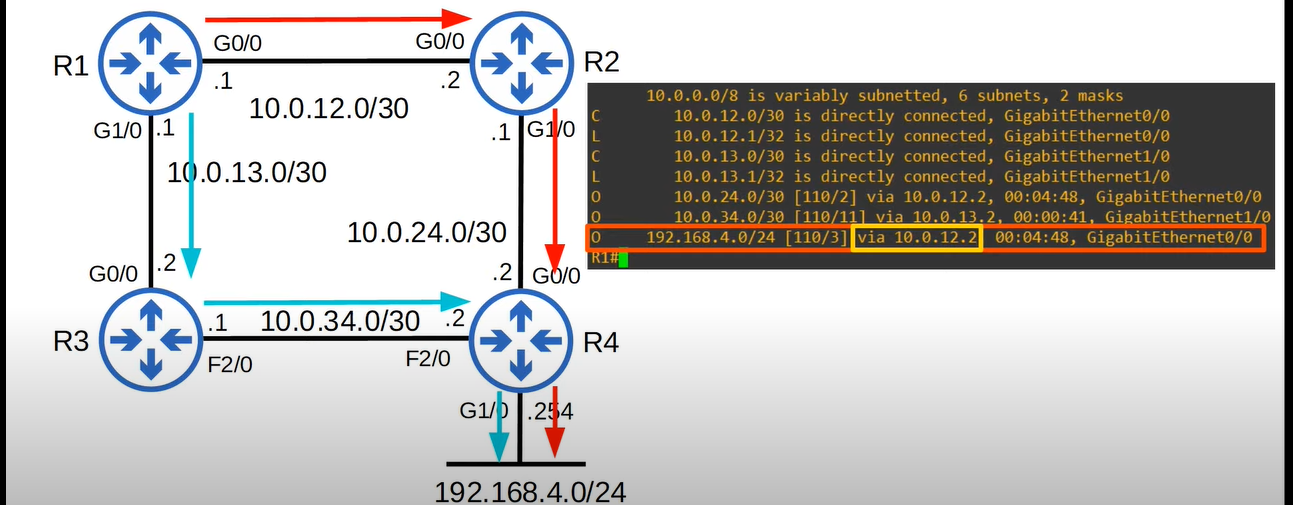 G0/0
G0/0
R1
R2
.1
.2
10.0.12.0/30
G1/0
.1
.1
G1/0
10.0.13.0/30
10.0.24.0/30
.2
G0/0
.2
G0/0
R3
.1
10.0.34.0/30
.2
R4
F2/0
F2/0
G1/0
.254
192.168.4.0/24
10.0.0.0/8 is variably subnetted, 6 subnets, 2 masks
C 10.0.12.0/30 is directly connected, GigabitEthernet0/0
L 10.0.12.1/32 is directly connected, GigabitEthernet0/0
C 10.0.13.0/30 is directly connected, GigabitEthernet1/0
L 10.0.13.1/32 is directly connected, GigabitEthernet1/0
O 10.0.24.0/30 [110/2] via 10.0.12.2, 00:04:48, GigabitEthernet0/0
O 10.0.34.0/30 [110/11] via 10.0.13.2, 00:00:41, GigabitEthernet1/0
O 192.168.4.0/24 [110/3] via 10.0.12.2 00:04:48, GigabitEthernet0/0
R1#